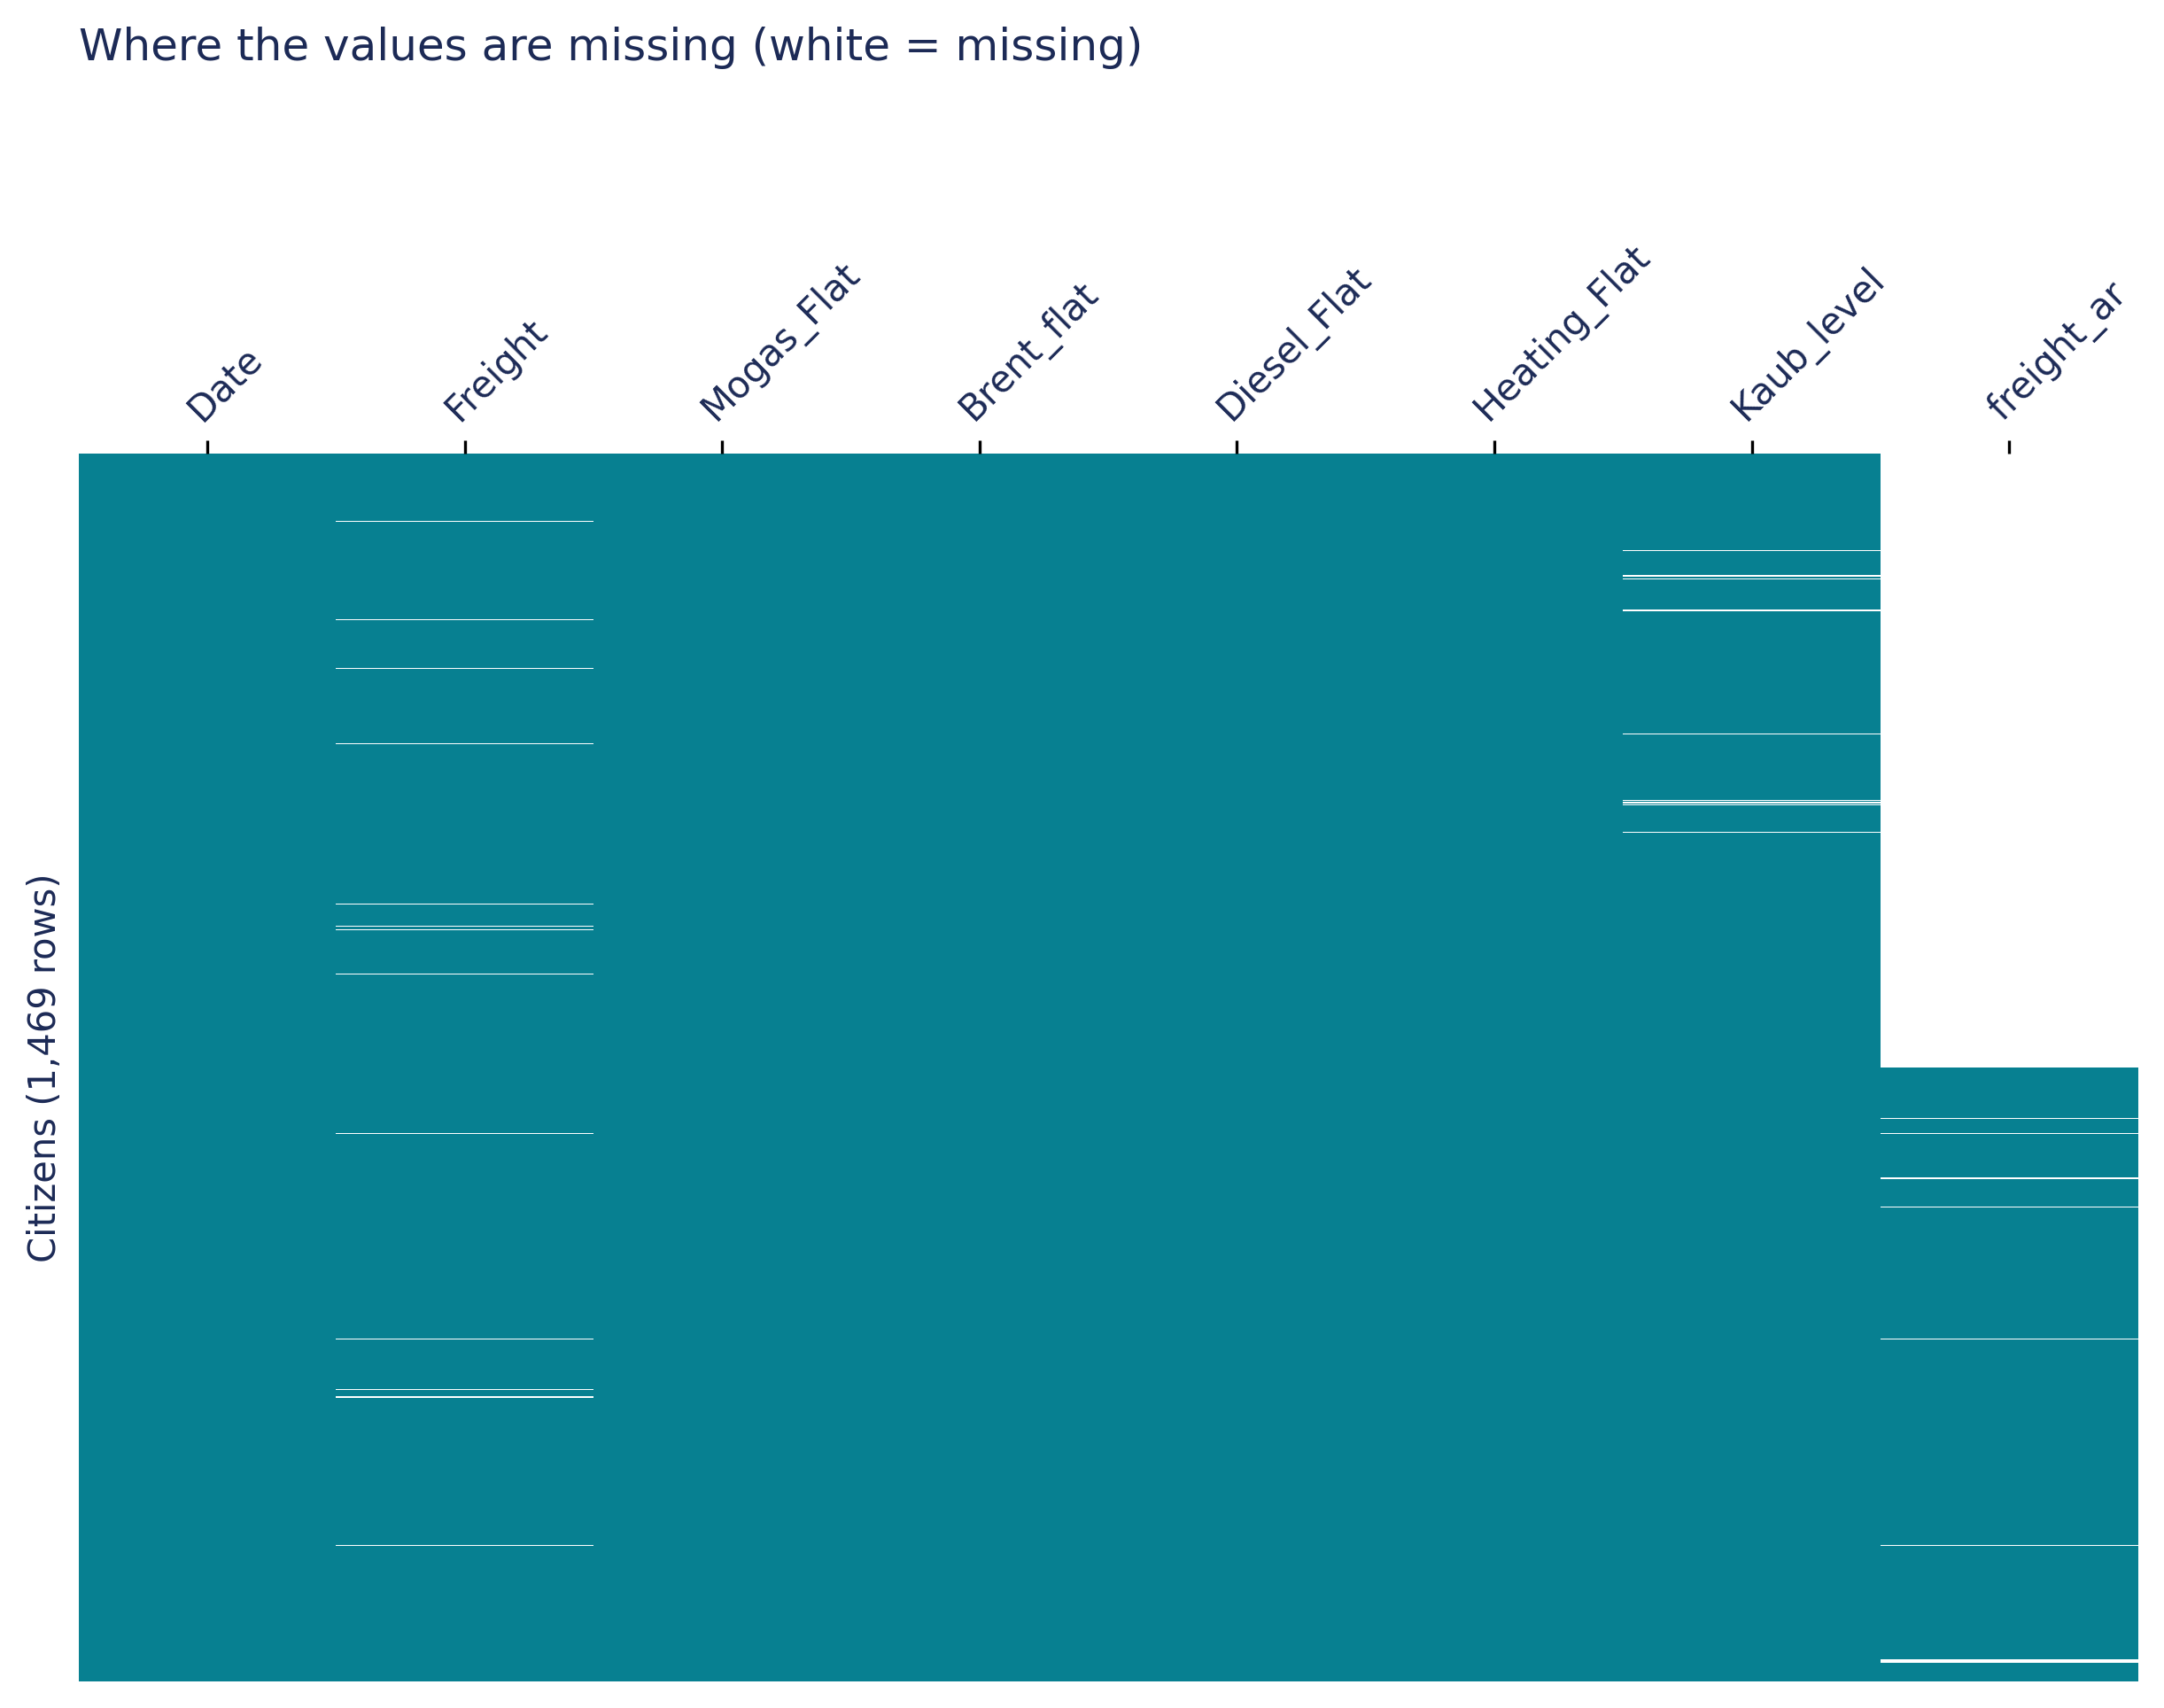 Where the values are missing (white = missing)
Date
Freight
Mogas_Flat
Brent_flat
Diesel_Flat
Heating_Flat
Kaub_level
freight_ar
Citizens (1,469 rows)